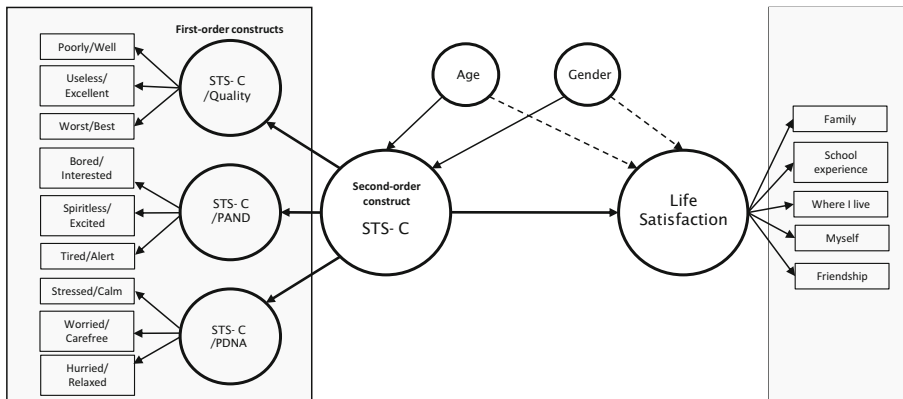 First-order constructs
Poorly/Well
Useless/
Excellent
Worst/Best
STS- C
/Quality
Bored/
Interested
Spiritless/
Excited
Tired/Alert
STS- C
/PAND
Stressed/Calm
Worried/
Carefree
Hurried/
Relaxed
STS- C
/PDNA
Age
Gender
Second-order
construct
STS- C
Life
Satisfaction
Family
School
experience
Where I live
Myself
Friendship